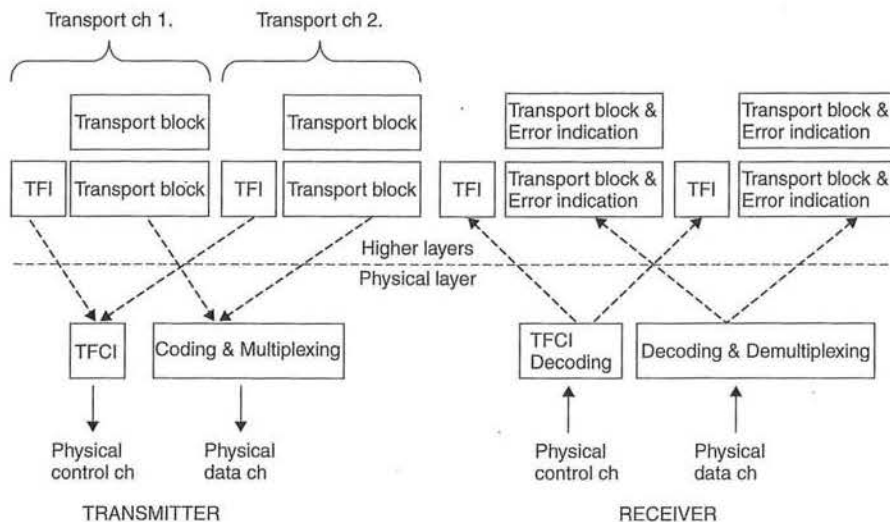 Transport ch 1.
Transport ch 2.
Transport block
Transport block
Transport block &
Error indication
Transport block &
Error indication
TFI
Transport block
TFI
Transport block
TFI
Transport block &
Error indication
TFI
Transport block &
Error indication
Higher layers
Physical layer
TFCI
Coding & Multiplexing
TFCI
Decoding
Decoding & Demultiplexing
Physical
control ch
Physical
data ch
Physical
control ch
Physical
data ch
TRANSMITTER
RECEIVER